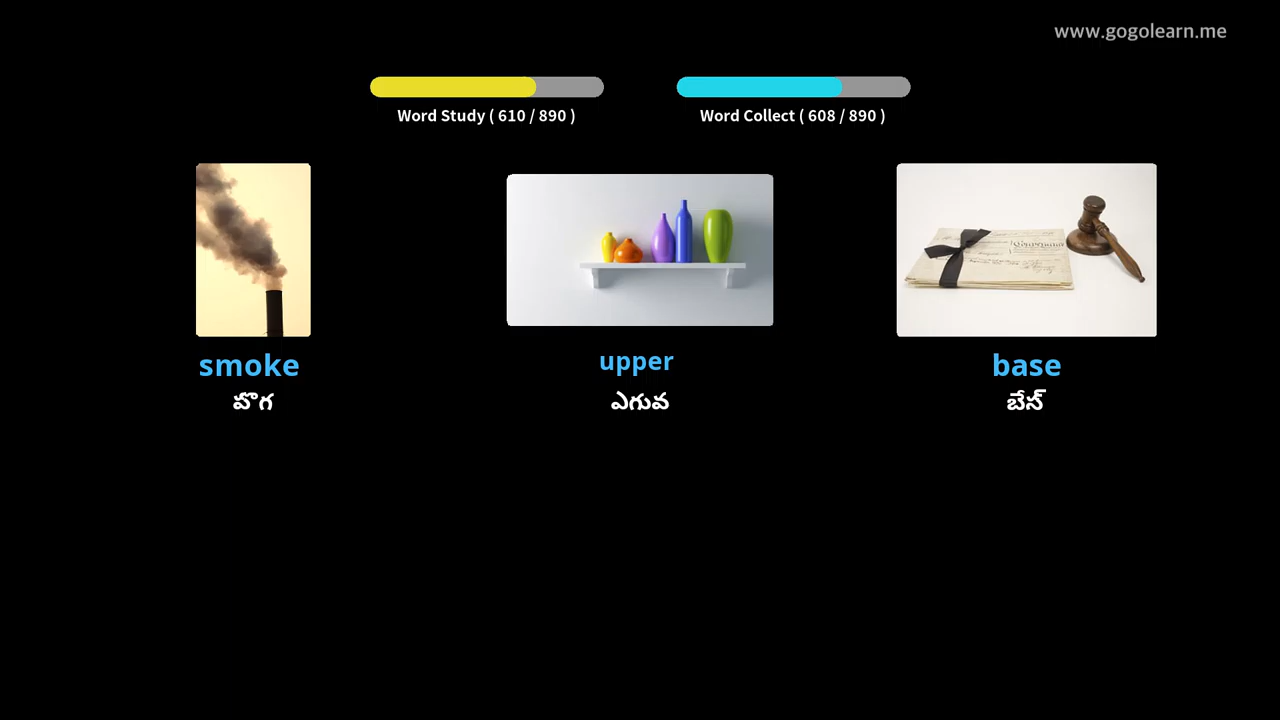 www.gogolearn.me
Word Study ( 610 / 890 )
Word Collect ( 608 / 890 )
smoke
upper
base
పొగ
ఎగువ
బేస్